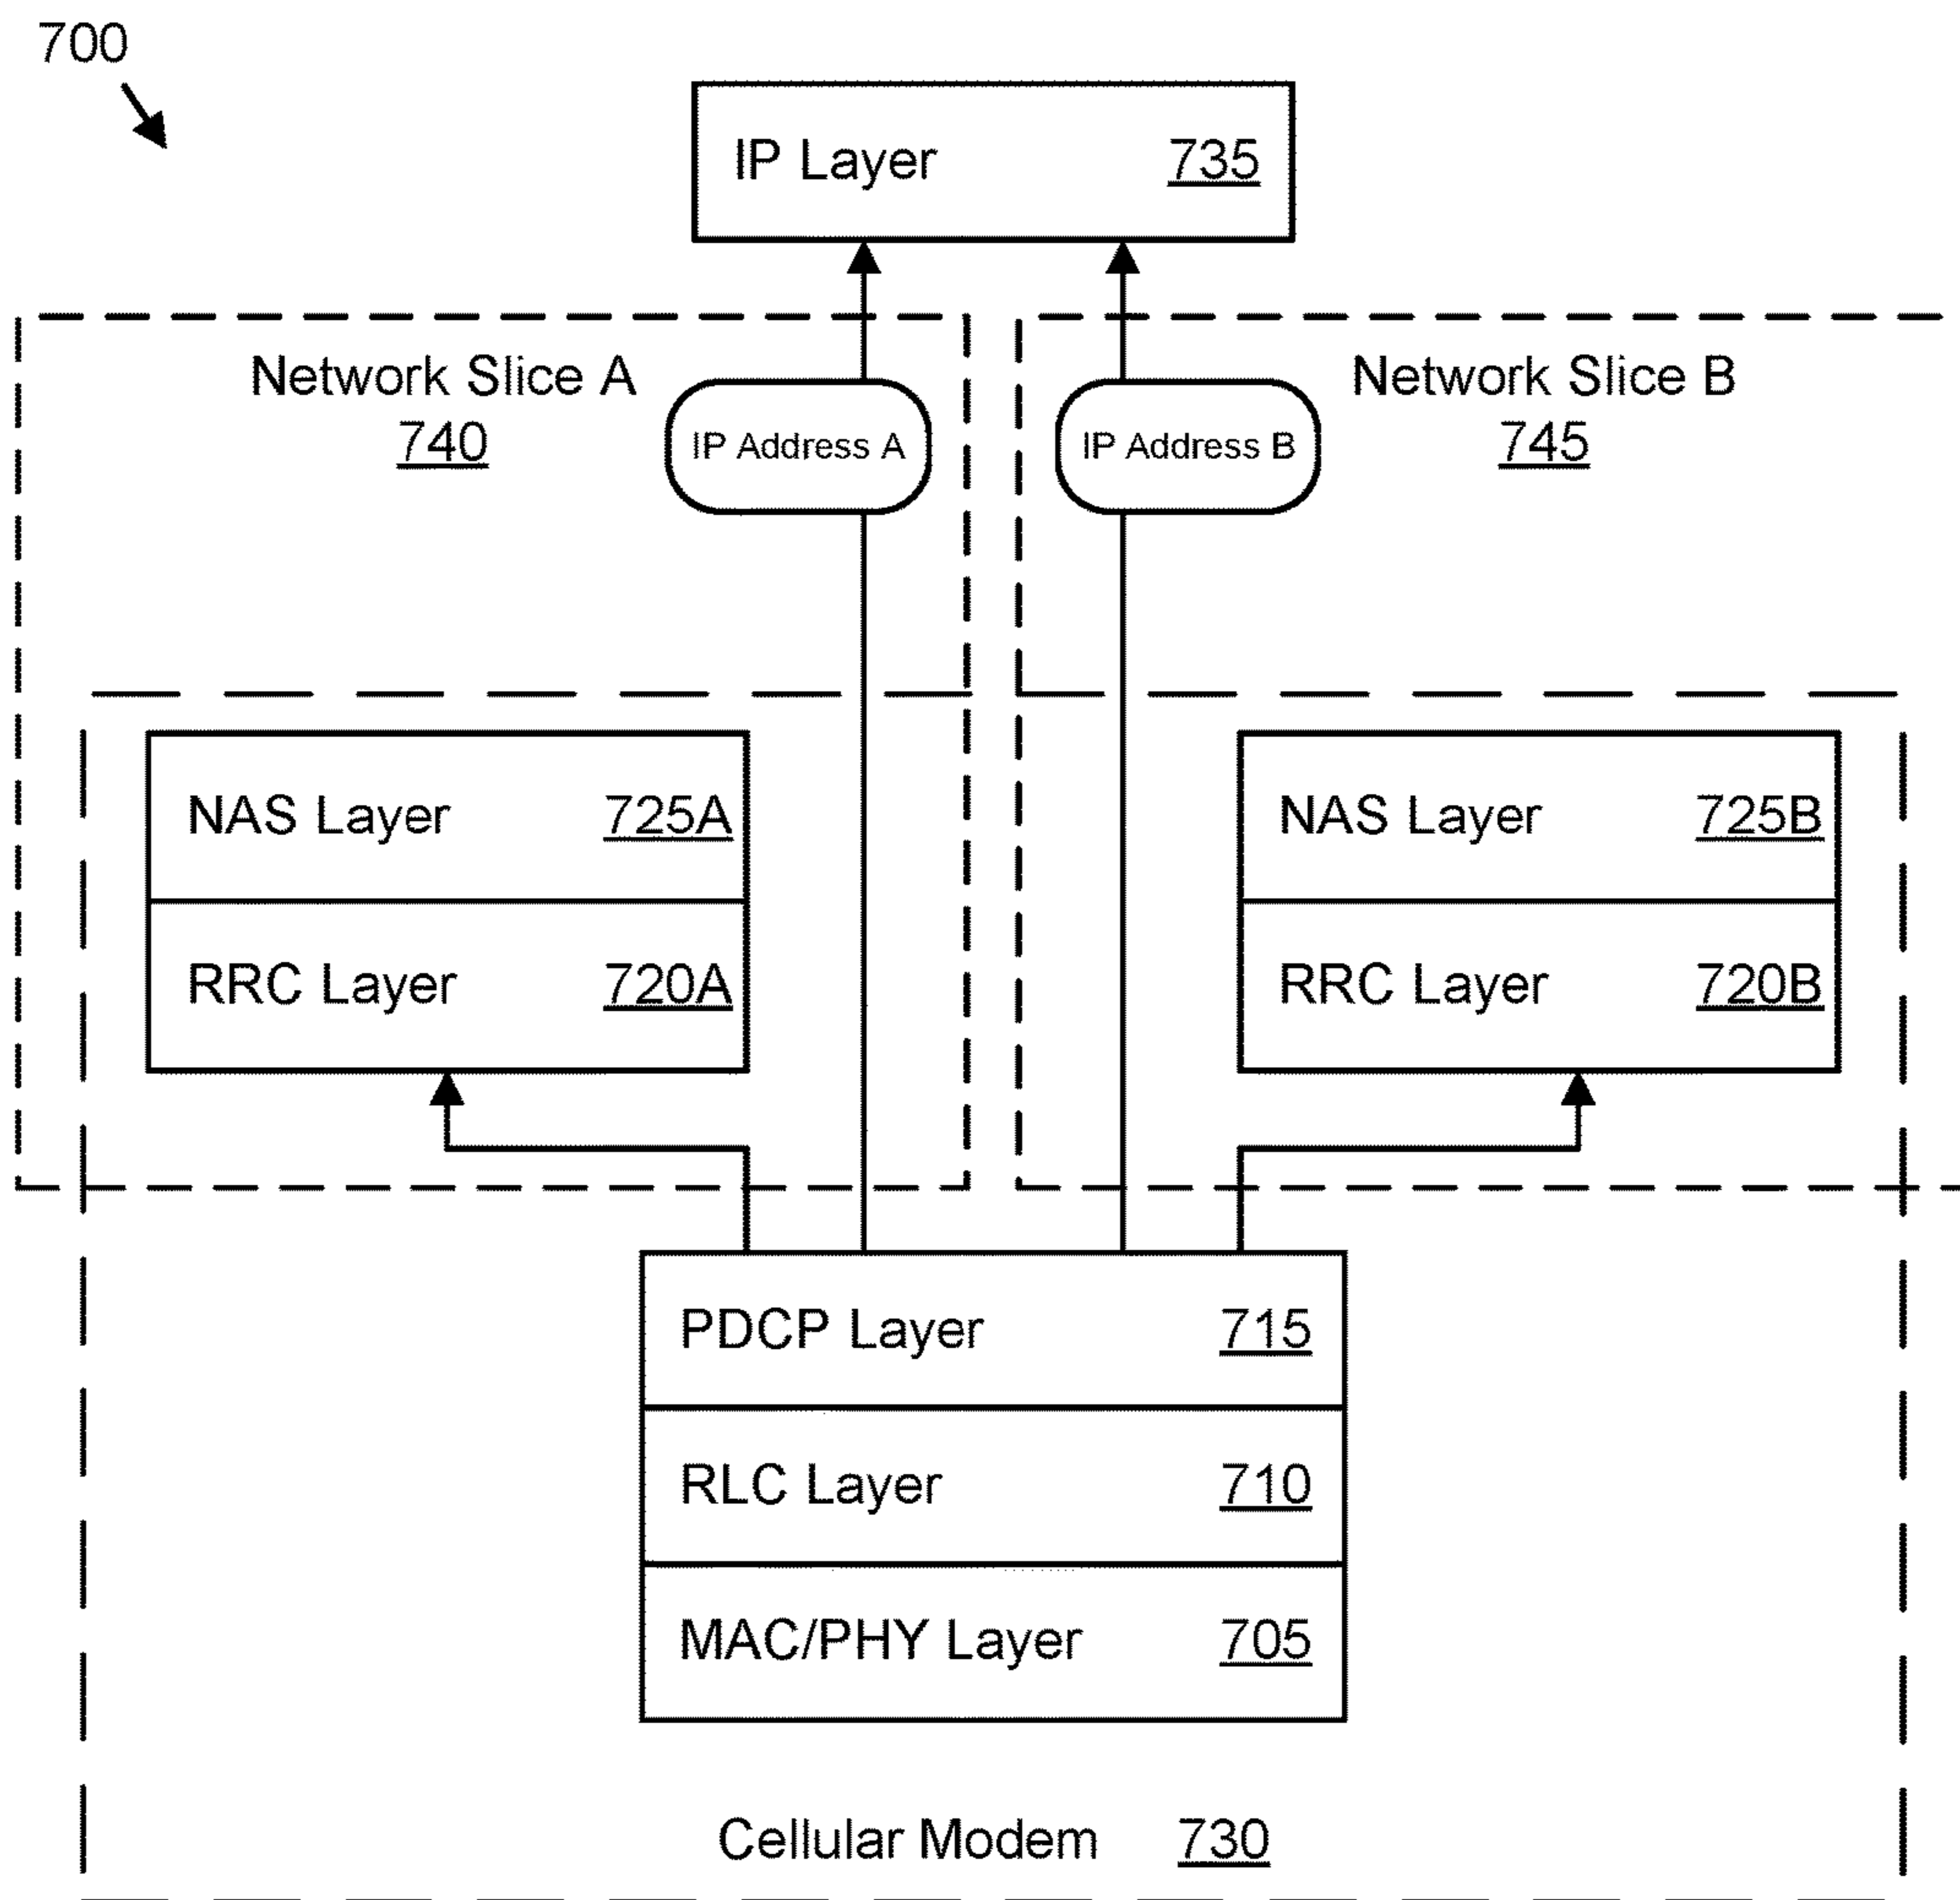 700
IP Layer 735
Network Slice A
740
IP Address A
IP Address B
Network Slice B
745
NAS Layer 725A
RRC Layer 720A
NAS Layer 725B
RRC Layer 720B
PDCP Layer 715
RLC Layer 710
MAC/PHY Layer 705
Cellular Modem 730